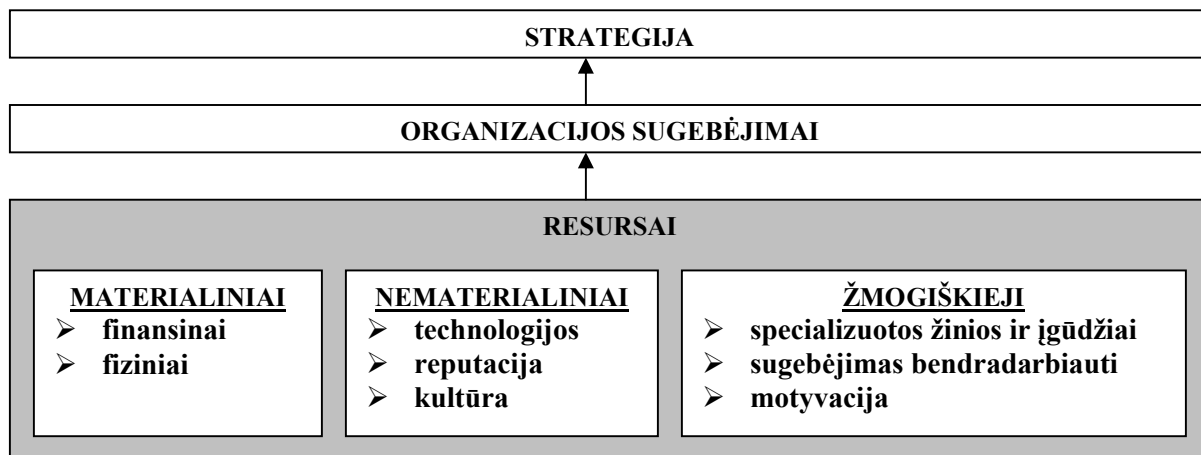 STRATEGIJA
ORGANIZACIJOS SUGEBĖJIMAI
RESURSAI
MATERIALINIAI
➢ finansinai
➢ fiziniai
NEMATERIALINIAI
➢ technologijos
➢ reputacija
➢ kultūra
ŽMOGIŠKIEJI
➢ specializuotos žinios ir įgūdžiai
➢ sugebėjimas bendradarbiauti
➢ motyvacija